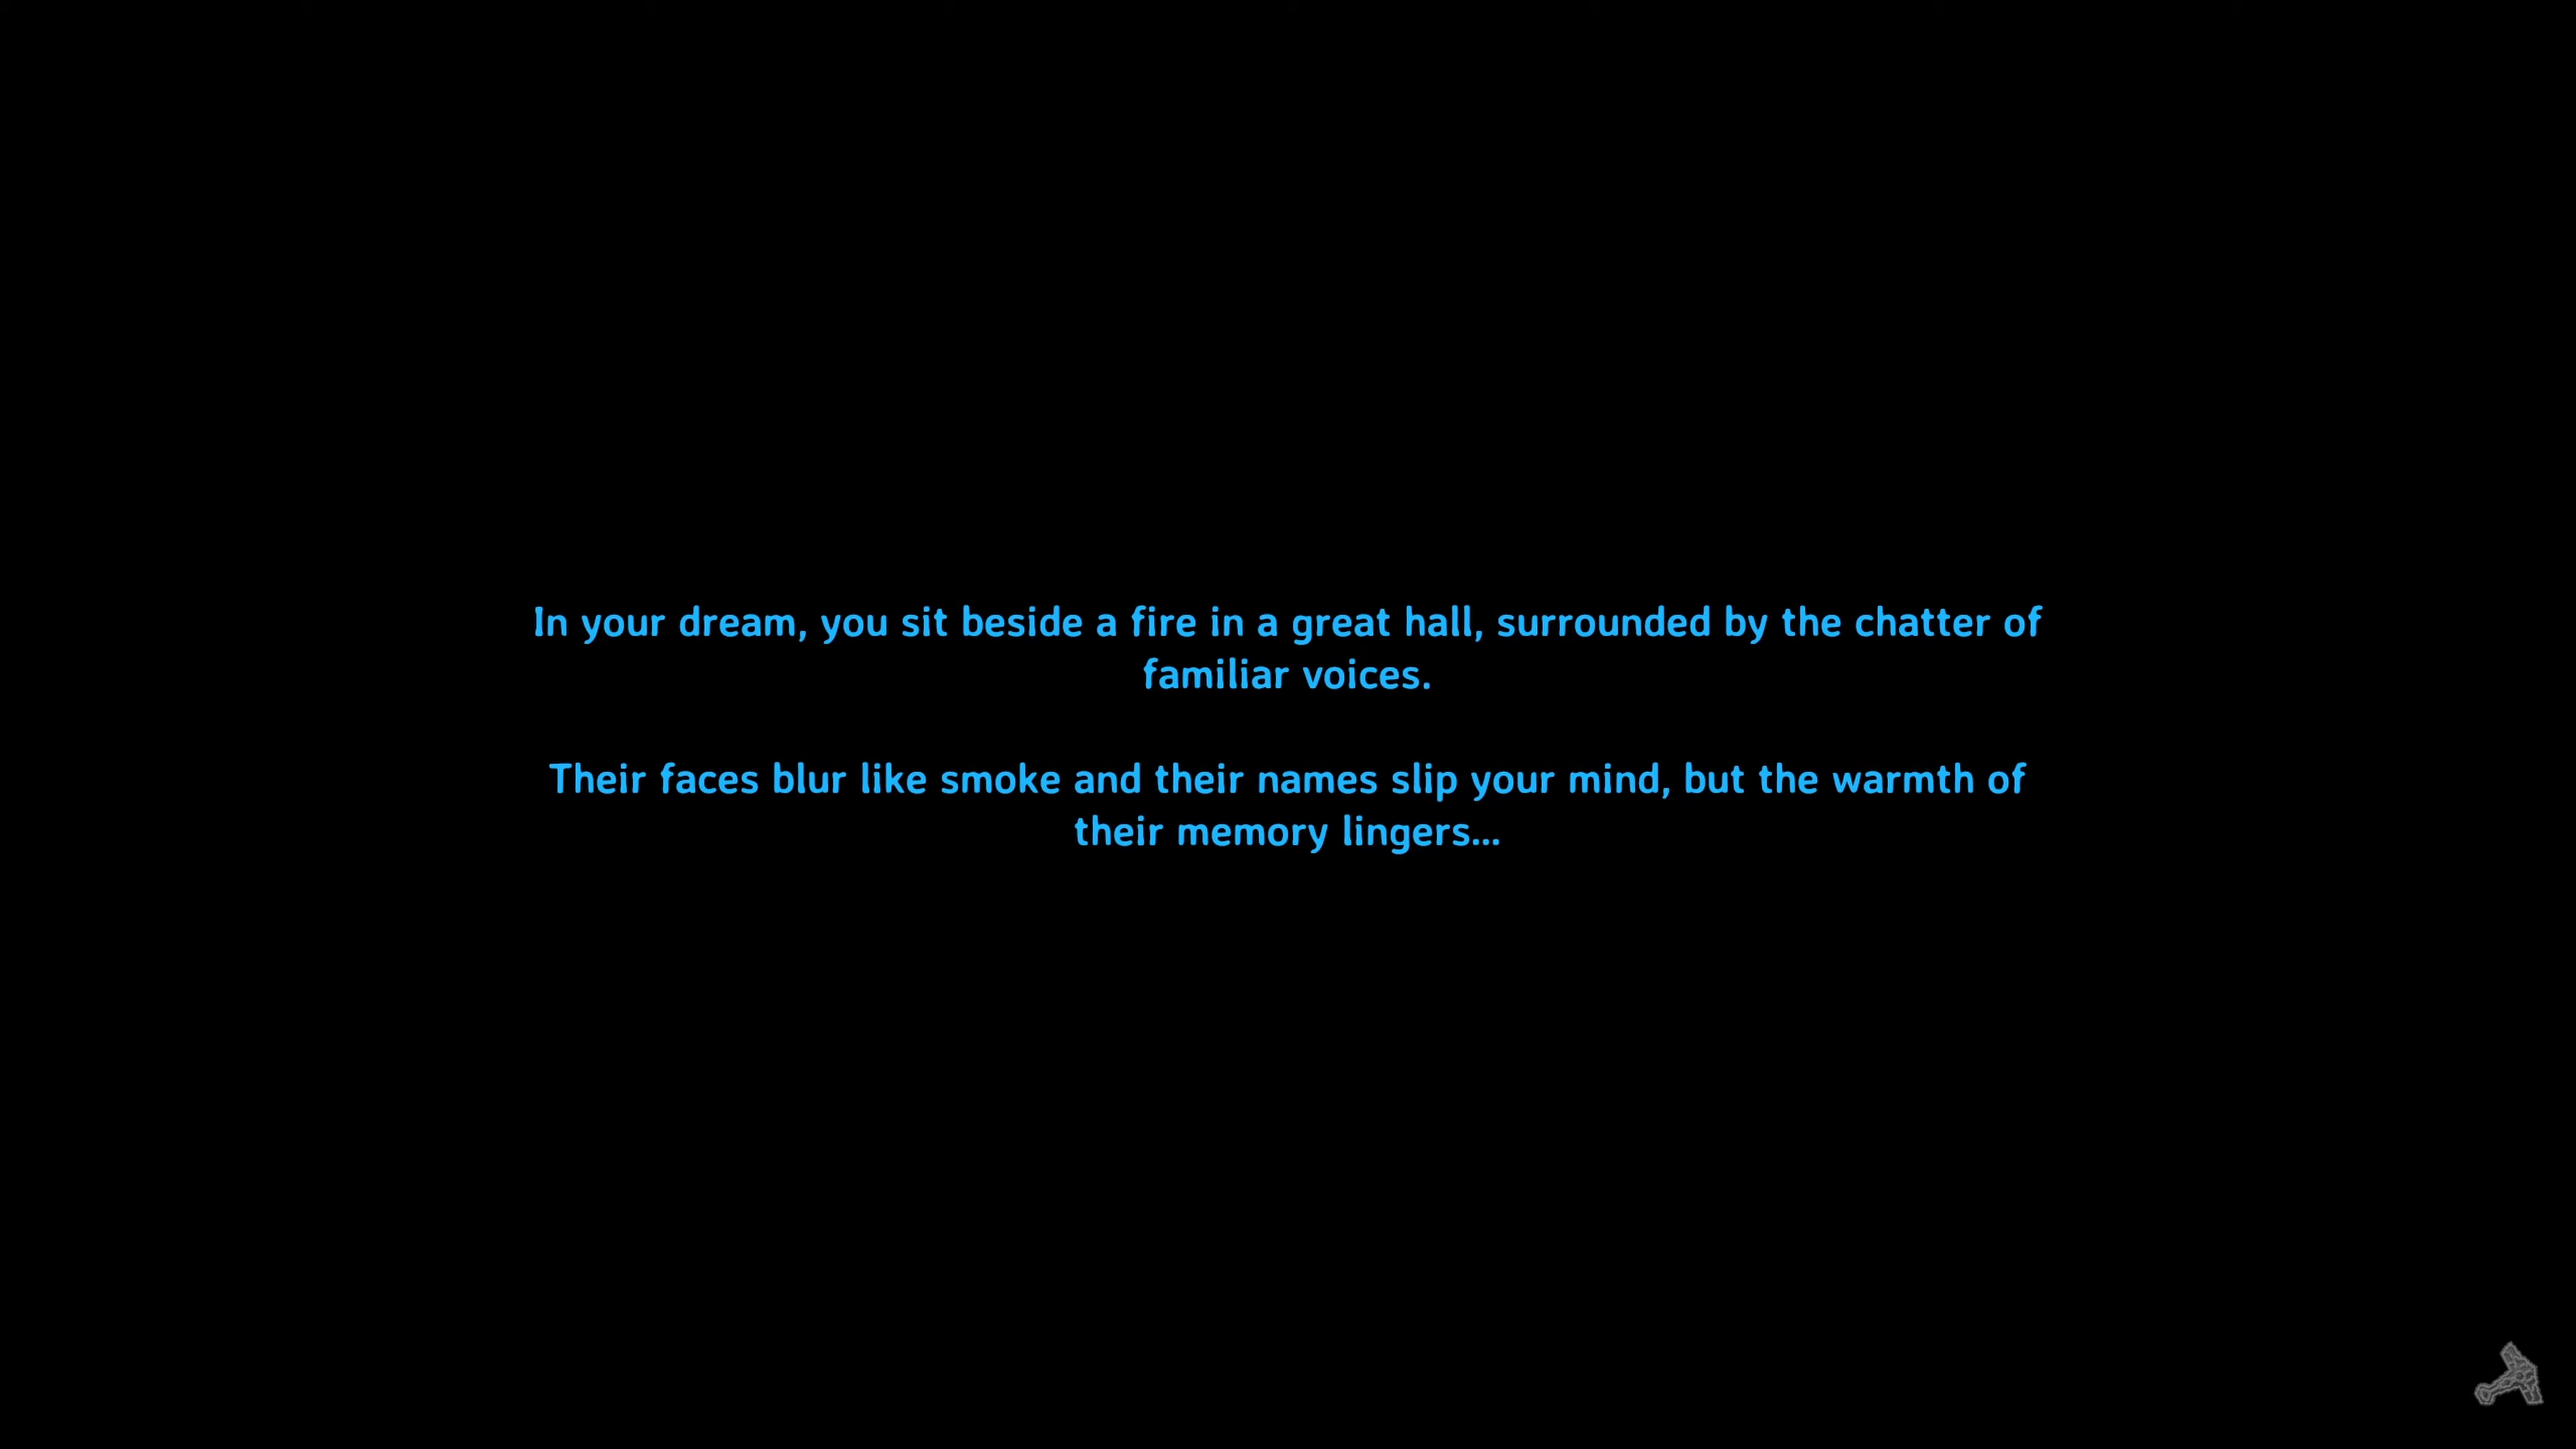 In your dream, you sit beside a fire in a great hall, surrounded by the chatter of
familiar voices.
Their faces blur like smoke and their names slip your mind, but the warmth of
their memory lingers...